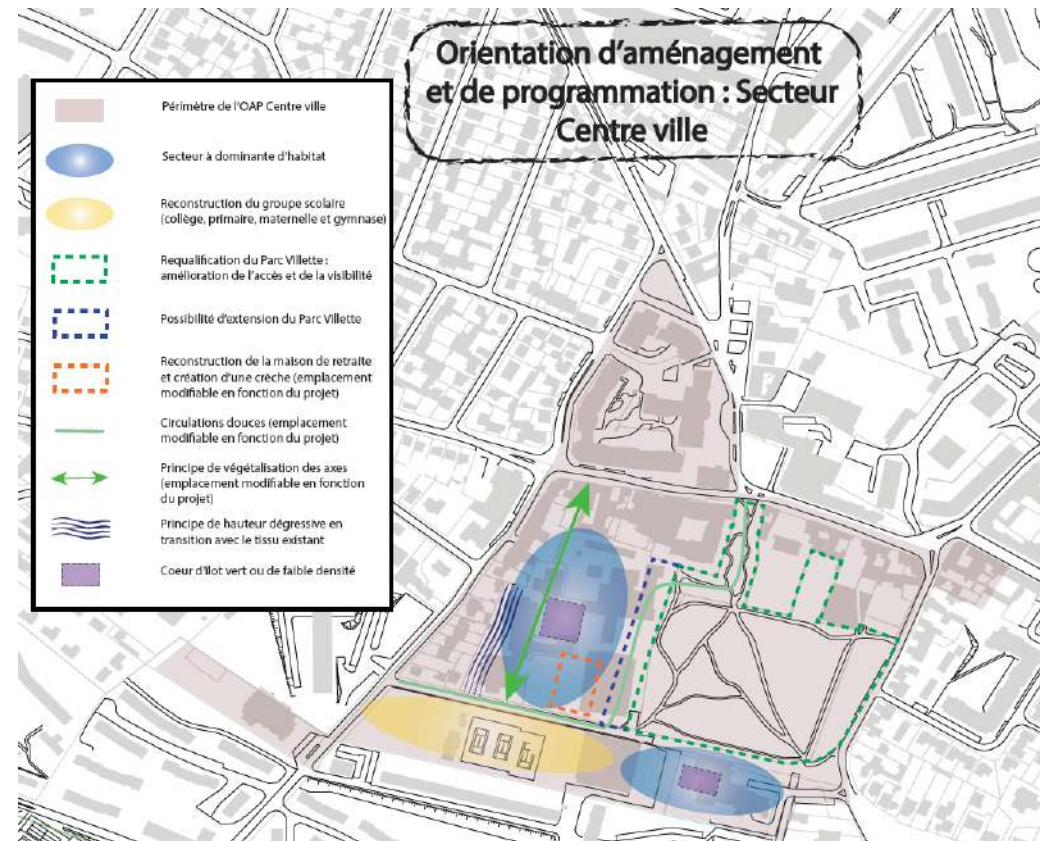 Orientation d’aménagement
et de programmation : Secteur
Centre ville
Périmètre de l'OAP Centre ville
Secteur à dominante d'habitat
Reconstruction du groupe scolaire
(collège, primaire, maternelle et gymnase)
Requalification du Parc Villette :
amélioration de l'accès et de la visibilité
Possibilité d'extension du Parc Villette
Reconstruction de la maison de retraite
et création d'une crèche (emplacement
modifiable en fonction du projet)
Circulations douces (emplacement
modifiable en fonction du projet)
Principe de végétalisation des axes
(emplacement modifiable en fonction
du projet)
Principe de hauteur dégressive en
transition avec le tissu existant
Coeur d'îlot vert ou de faible densité